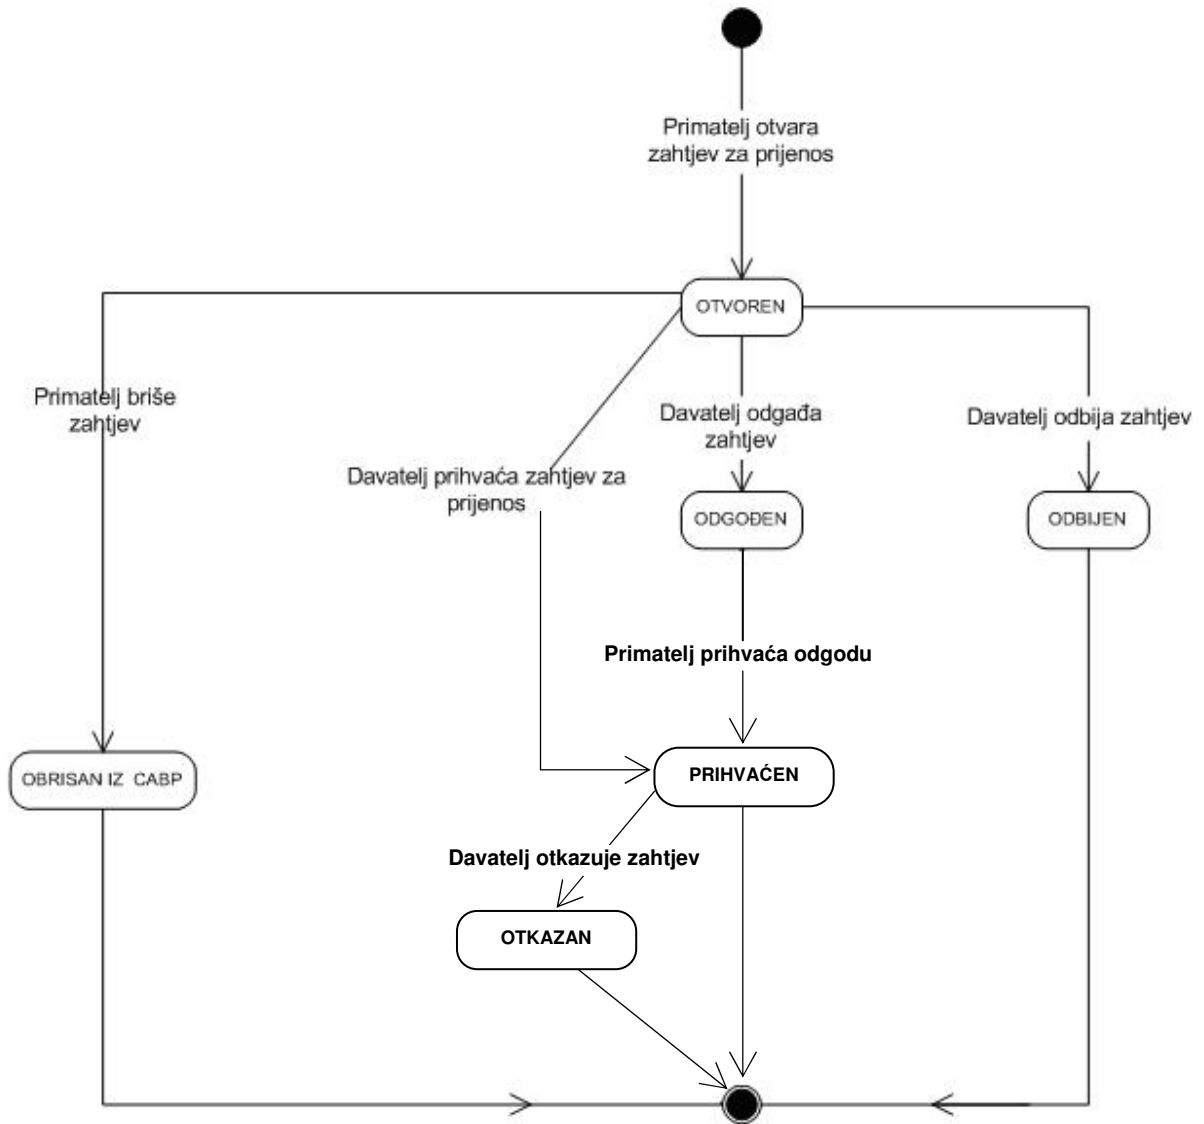 Primatelj otvara
zahtjev za prijenos
OTVOREN
Primatelj briše
zahtjev
Davatelj prihvaća zahtjev za
prijenos
Davatelj odgađa
zahtjev
Davatelj odbija zahtjev
ODGOĐEN
ODBIJEN
Primatelj prihvaća odgodu
OBRISAN IZ CABP
PRIHVAĆEN
Davatelj otkazuje zahtjev
OTKAZAN